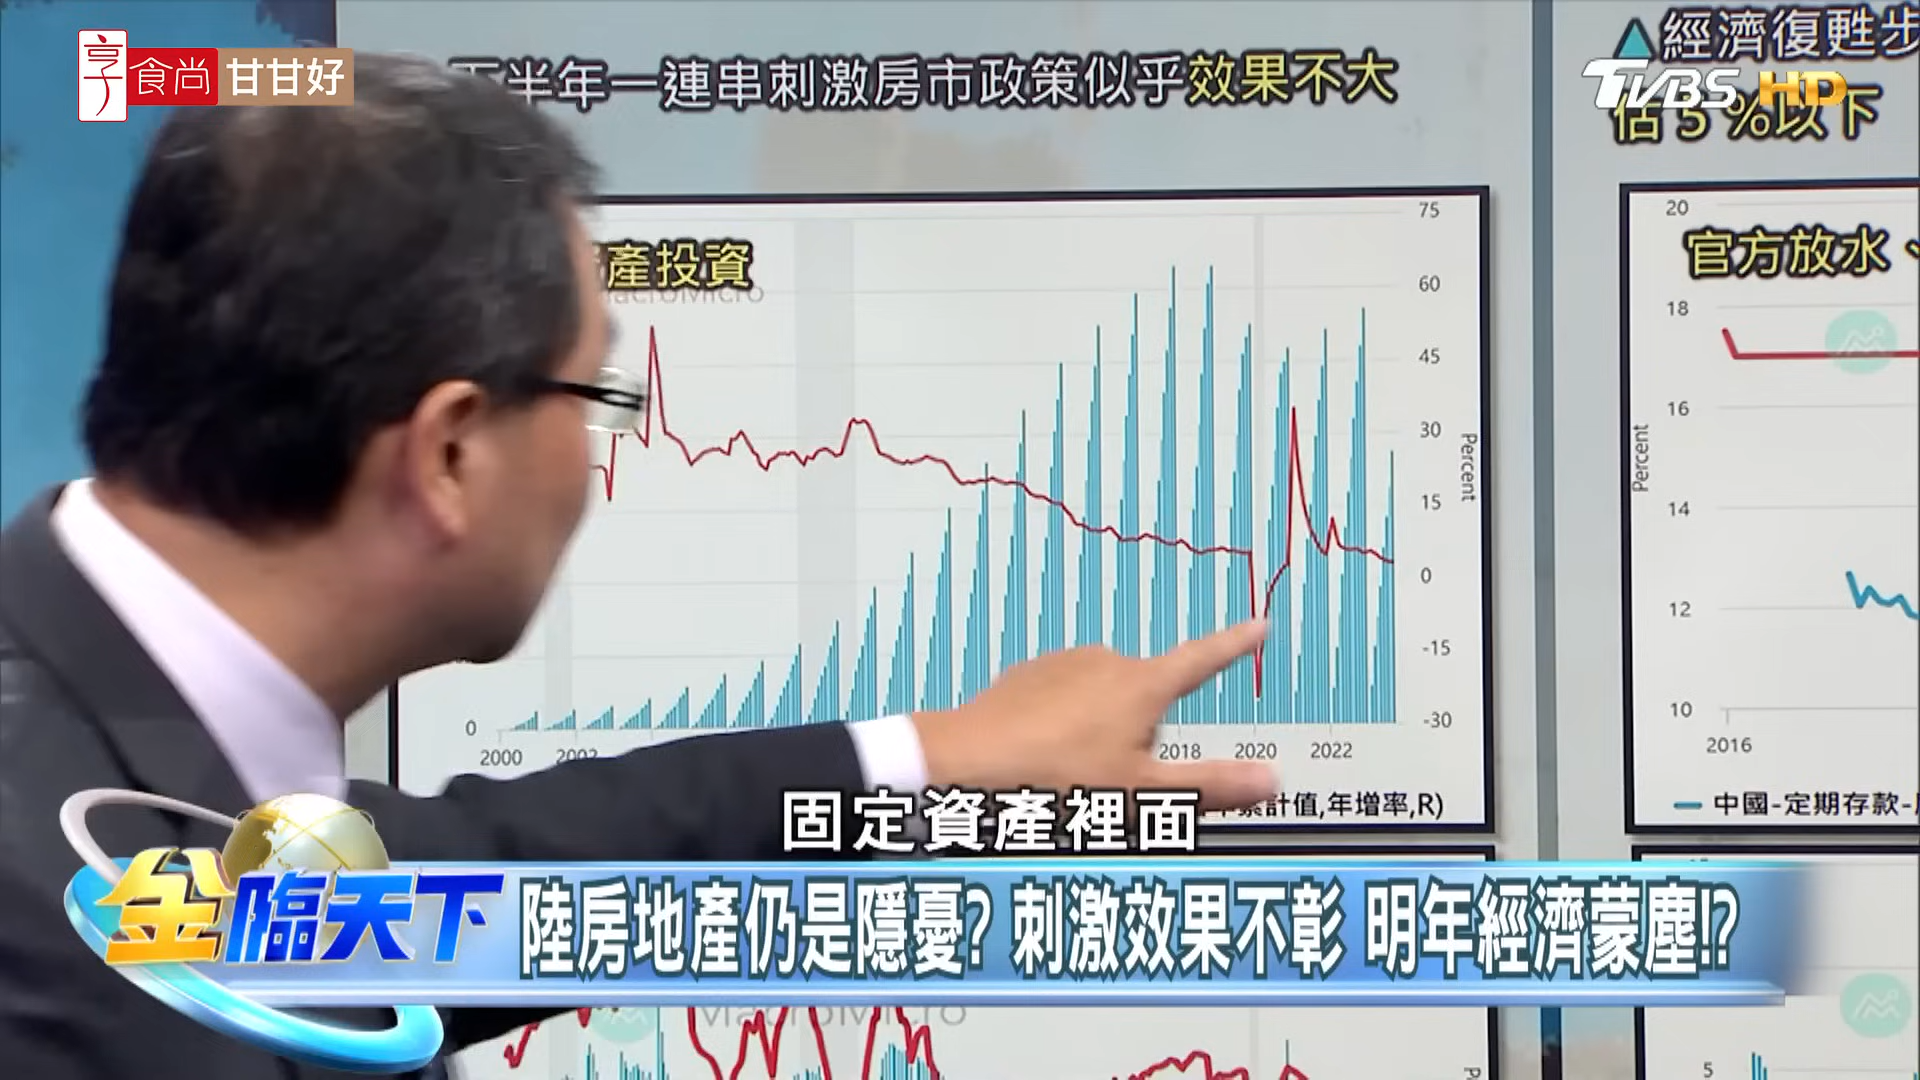 享
食尚
甘甘好
下半年一連串刺激房市政策似乎效果不大
▲經濟復甦步
TVBS HD
估5%以下
產投資
MacroMicro
75
60
45
30
15
0
-15
-30
Percent
0
2000
2002
2018
2020
2022
計值,年增率,R)
20
18
16
14
12
10
官方放水、
Percent
2016
中國-定期存款-
固定資產裡面
金臨天下
陸房地產仍是隱憂? 刺激效果不彰 明年經濟蒙塵!?
MacroMicro
5